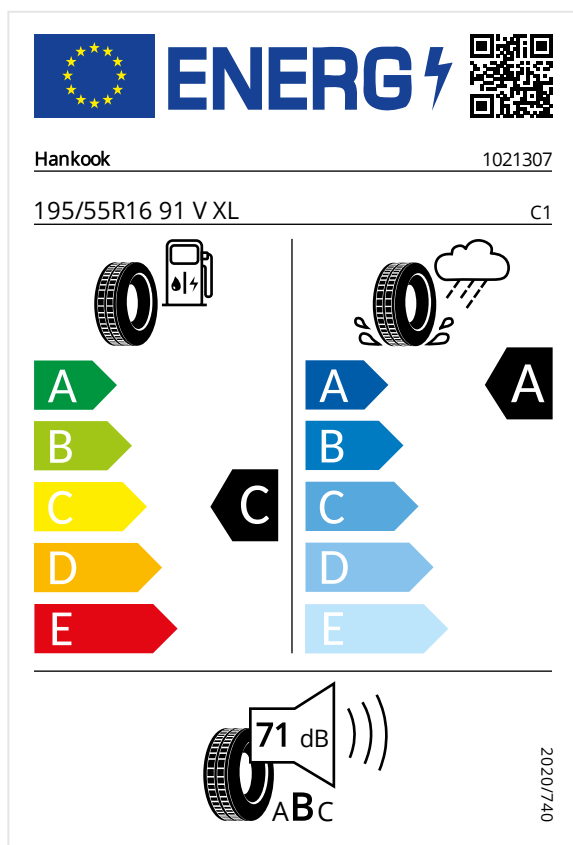 ENERG
Hankook 1021307
195/55R16 91 V XL C1
A A A
B B
C C C
D D
E E
71 dB
ABC
2020/740